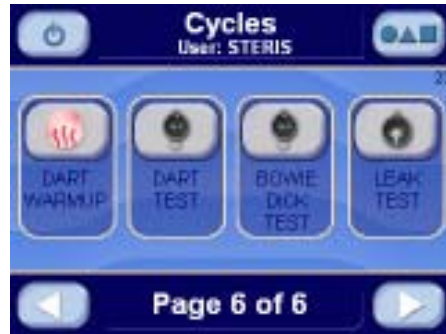 Cycles
User: STERIS
DART WARMUP
DART TEST
BOWIE DICK TEST
LEAK TEST
Page 6 of 6